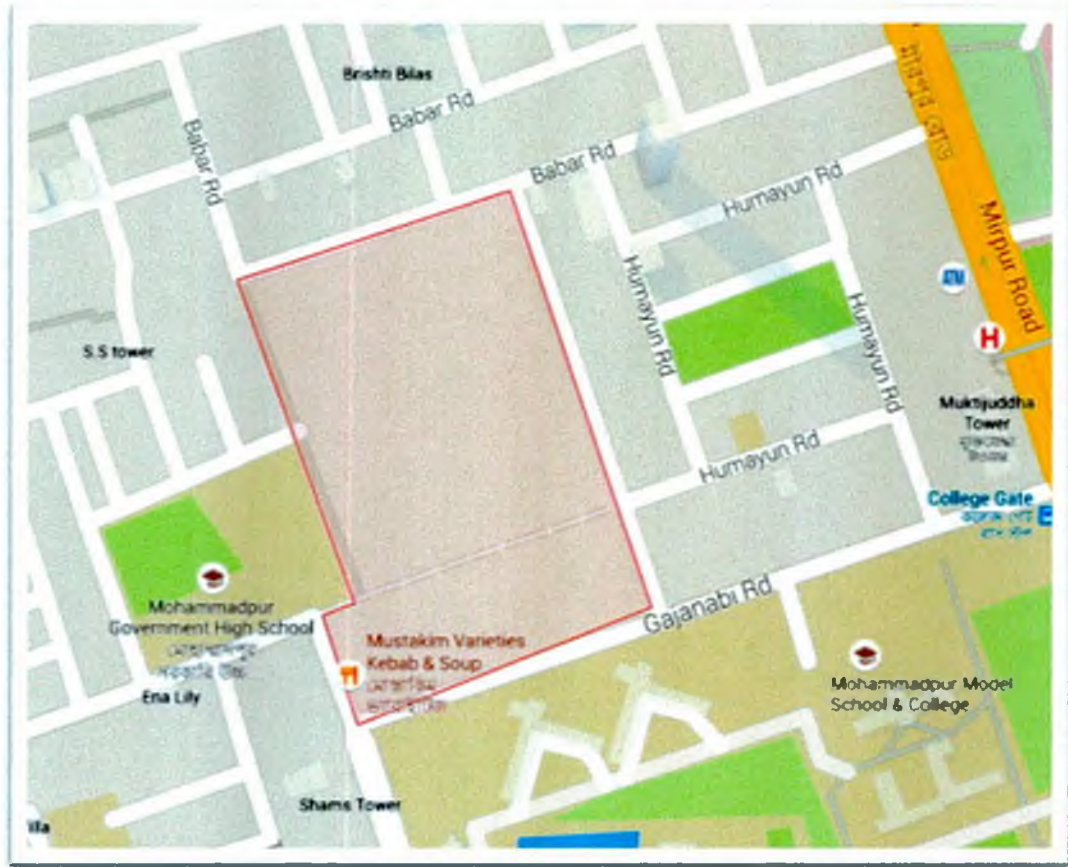 Brishti Bilas
Babar Rd
Babar Rd
Babar Rd
Humayun Rd
Mirpur Road
ATM
Humayun Rd
Humayun Rd
H
S.S tower
Muktijuddha
Tower
Humayun Rd
College Gate
Mohammadpur
Government High School
Gajanabi Rd
Mustakim Varieties
Kebab & Soup
Ena Lily
Mohammadpur Model
School & College
Shams Tower
illa